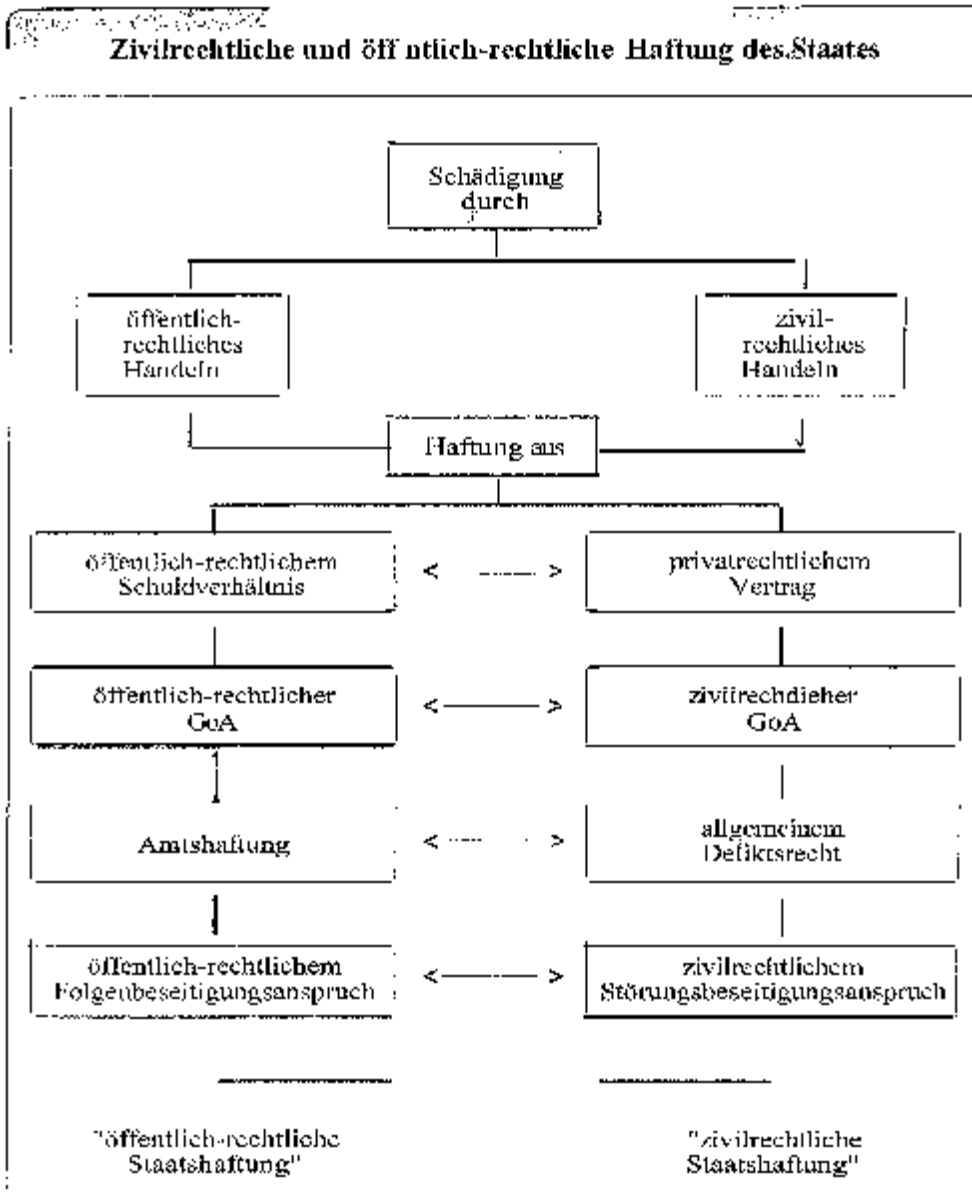 Zivilrechtliche und öff ntlich-rechtliche Haftung des.Staates
Schädigung
durch
öffentlich-
rechtliches
Handeln
zivil-
rechtliches
Handeln
Haftung aus
öffentlich-rechtlichem
Schuldverhältnis
< >
privatrechtlichem
Vertrag
öffentlich-rechtlicher
GoA
< >
zivilrechdieher
GoA
Amtshaftung
< >
allgemeinem
Defiktsrecht
öffentlich-rechtlichem
Folgenbeseitigungsanspruch
< >
zivilrechtlichem
Störungsbeseitigungsanspruch
"öffentlich-rechtliche
Staatshaftung"
"zivilrechtliche
Staatshaftung"